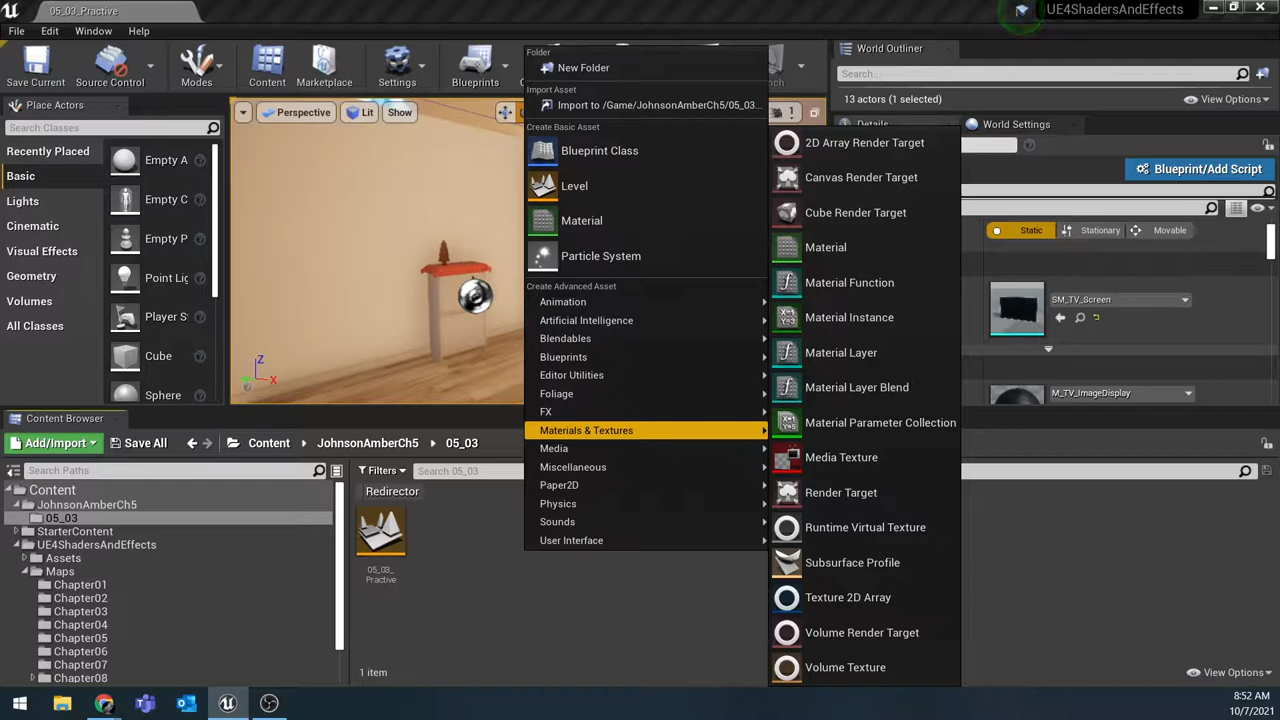 05_03_Practive
UE4ShadersAndEffects
File
Edit
Window
Help
Save Current
Source Control
Modes
Content
Marketplace
Settings
Blueprints
World Outliner
Search...
13 actors (1 selected)
View Options
Place Actors
Search Classes
Recently Placed
Basic
Lights
Cinematic
Visual Effects
Geometry
Volumes
All Classes
Empty A
Empty C
Empty P
Point Lig
Player S
Cube
Sphere
Perspective
Lit
Show
1
Z
X
Folder
New Folder
Import Asset
Import to /Game/JohnsonAmberCh5/05_03...
Create Basic Asset
Blueprint Class
Level
Material
Particle System
Create Advanced Asset
Animation
Artificial Intelligence
Blendables
Blueprints
Editor Utilities
Foliage
FX
Materials & Textures
Media
Miscellaneous
Paper2D
Physics
Sounds
User Interface
2D Array Render Target
Canvas Render Target
Cube Render Target
Material
Material Function
Material Instance
Material Layer
Material Layer Blend
Material Parameter Collection
Media Texture
Render Target
Runtime Virtual Texture
Subsurface Profile
Texture 2D Array
Volume Render Target
Volume Texture
Details
World Settings
Blueprint/Add Script
Static
Stationary
Movable
SM_TV_Screen
M_TV_ImageDisplay
Content Browser
Add/Import
Save All
Content
JohnsonAmberCh5
05_03
Search Paths
Filters
Search 05_03
Content
JohnsonAmberCh5
05_03
StarterContent
UE4ShadersAndEffects
Assets
Maps
Chapter01
Chapter02
Chapter03
Chapter04
Chapter05
Chapter06
Chapter07
Chapter08
Redirector
05_03_
Practive
1 item
View Options
8:52 AM
10/7/2021